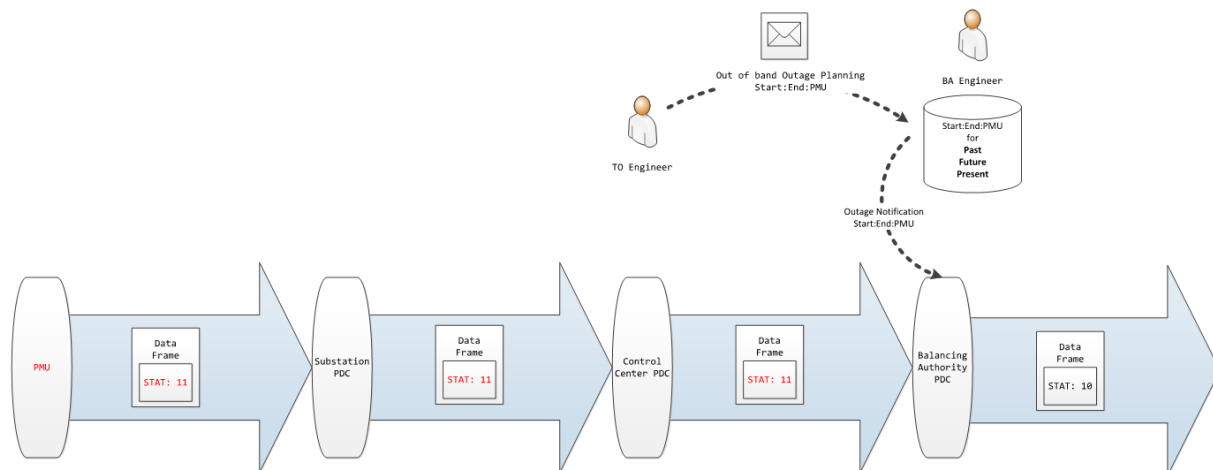 Out of band Outage Planning
Start:End:PMU
BA Engineer
TO Engineer
Start:End:PMU
for
Past
Future
Present
Outage Notification
Start:End:PMU
PMU
Data
Frame
STAT: 11
Substation
PDC
Data
Frame
STAT: 11
Control
Center PDC
Data
Frame
STAT: 11
Balancing
Authority
PDC
Data
Frame
STAT: 10